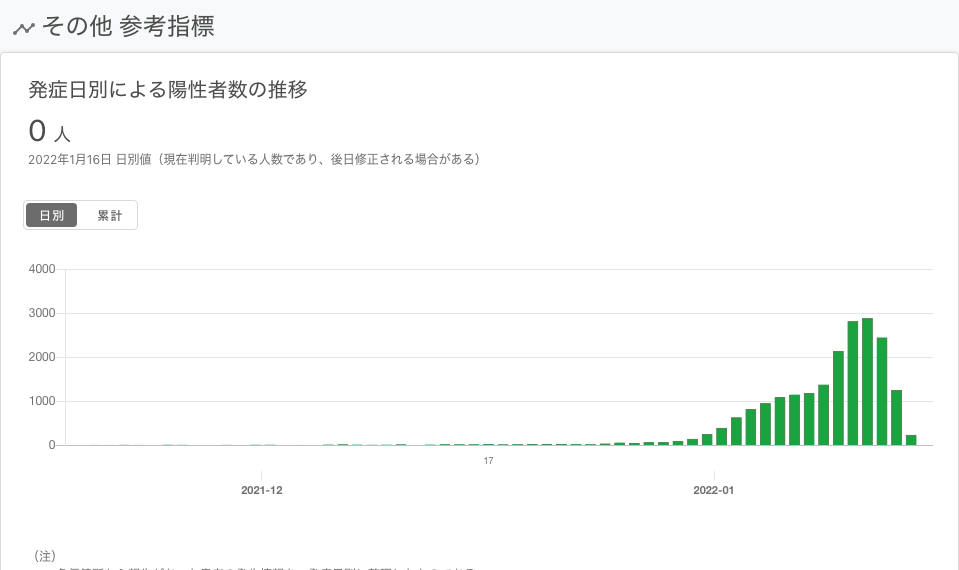 その他 参考指標
発症日別による陽性者数の推移
0 人
2022年1月16日 日別値（現在判明している人数であり、後日修正される場合がある）
日別 累計
4000
3000
2000
1000
0
17
2021-12 2022-01
（注）